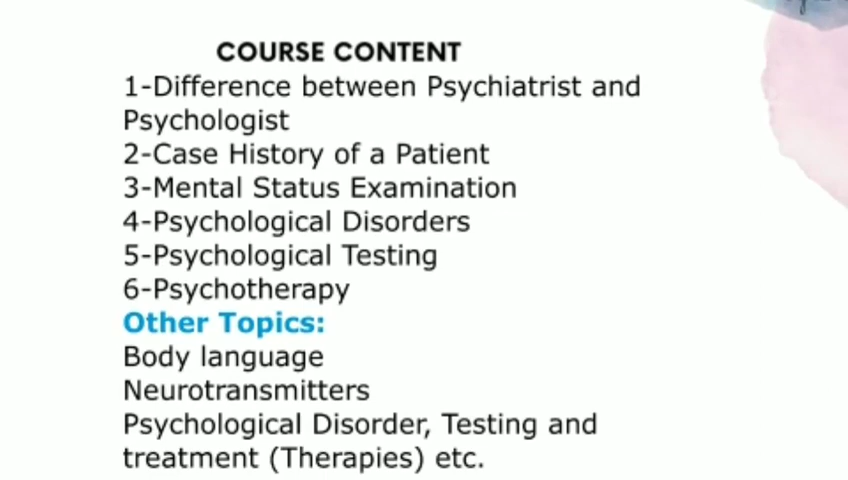 COURSE CONTENT
1-Difference between Psychiatrist and
Psychologist
2-Case History of a Patient
3-Mental Status Examination
4-Psychological Disorders
5-Psychological Testing
6-Psychotherapy
Other Topics:
Body language
Neurotransmitters
Psychological Disorder, Testing and
treatment (Therapies) etc.